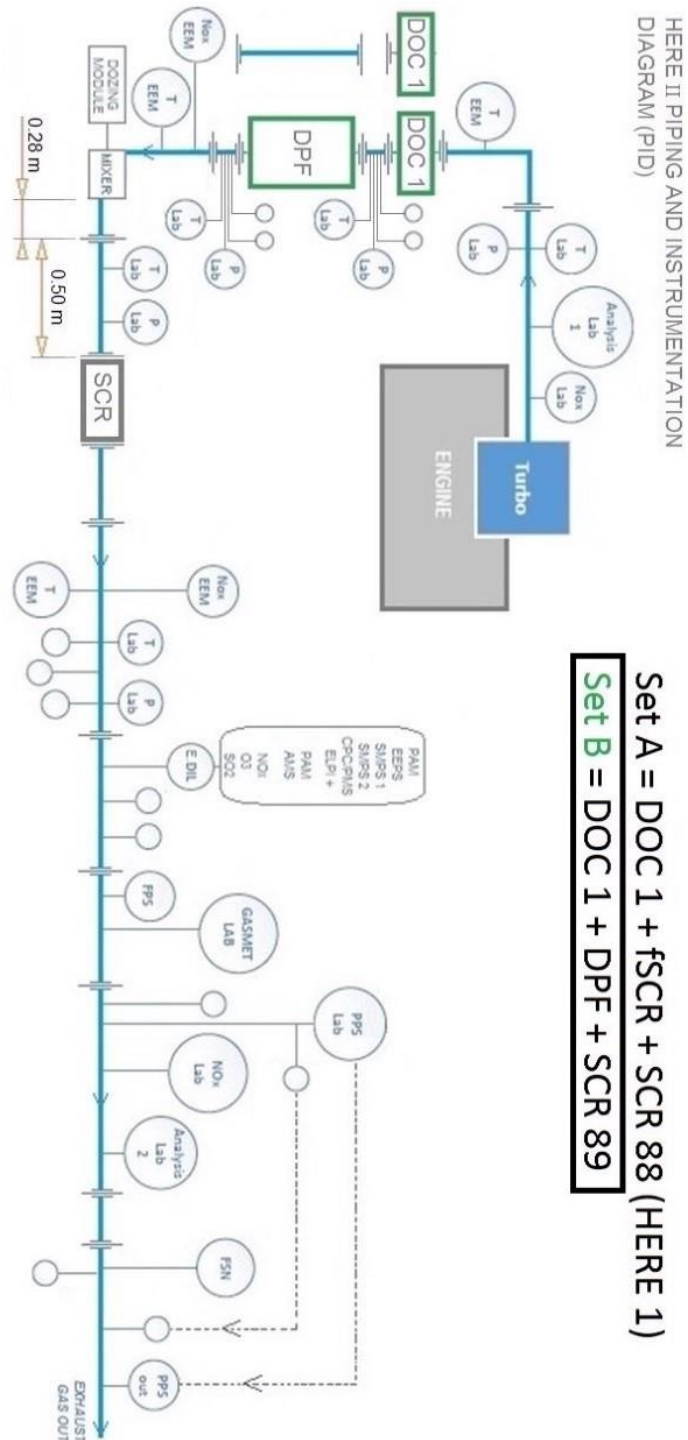 HERE II PIPING AND INSTRUMENTATION
DIAGRAM (PID)
Set A = DOC 1 + fSCR + SCR 88 (HERE 1)
Set B = DOC 1 + DPF + SCR 89
Turbo
ENGINE
Nox
Lab
Analysis
Lab
1
T
Lab
P
Lab
T
EEM
DOC 1
DOC 1
T
Lab
P
Lab
DPF
T
Lab
P
Lab
Nox
EEM
T
EEM
DOZING
MODULE
MIXER
0.28 m
0.50 m
T
Lab
P
Lab
SCR
Nox
EEM
T
EEM
T
Lab
P
Lab
PAM
EEPS
SMPS 1
SMPS 2
CPC/PMS
ELPI +
PAM
AMS
NOx
O3
SO2
E.DIL
FPS
GASMET
LAB
PPS
Lab
NOx
Lab
Analysis
Lab
2
FSN
PPS
out
EXHAUST
GAS OUT